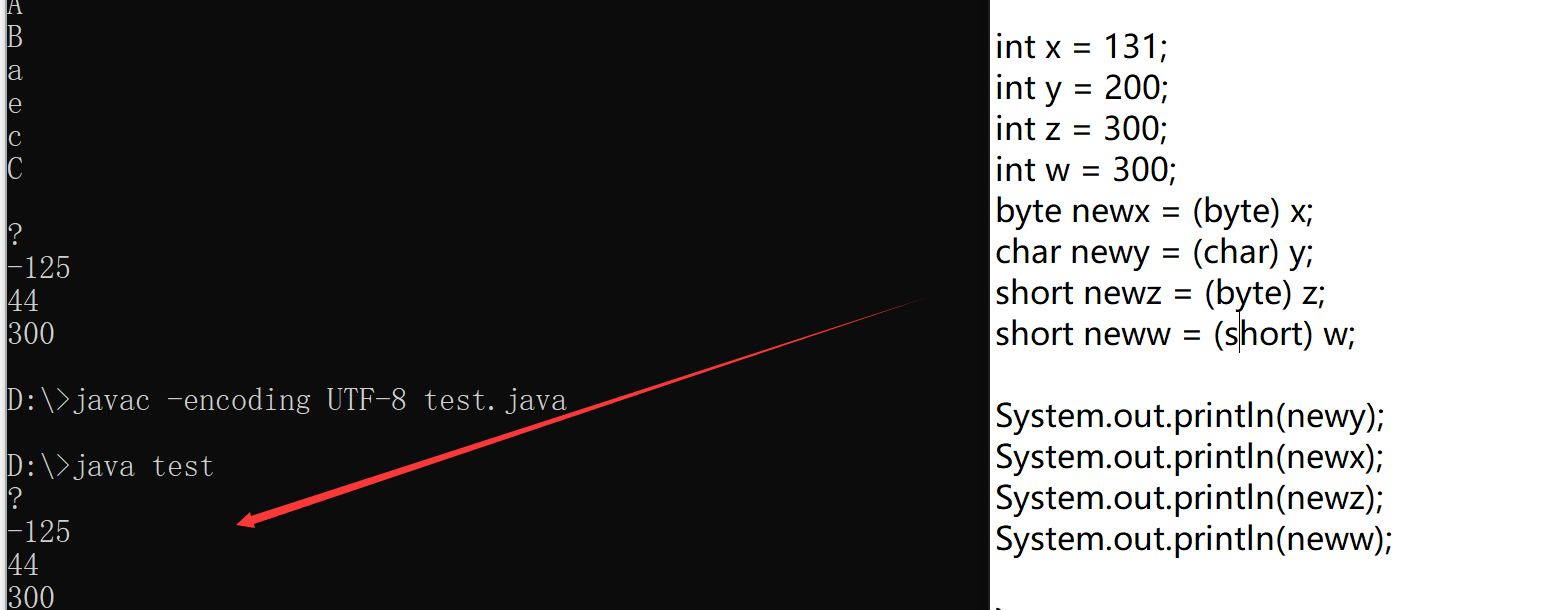 A
B
a
e
c
C
?
-125
44
300
D:\>javac -encoding UTF-8 test.java
D:\>java test
?
-125
44
300
int x = 131;
int y = 200;
int z = 300;
int w = 300;
byte newx = (byte) x;
char newy = (char) y;
short newz = (byte) z;
short neww = (short) w;
System.out.println(newy);
System.out.println(newx);
System.out.println(newz);
System.out.println(neww);